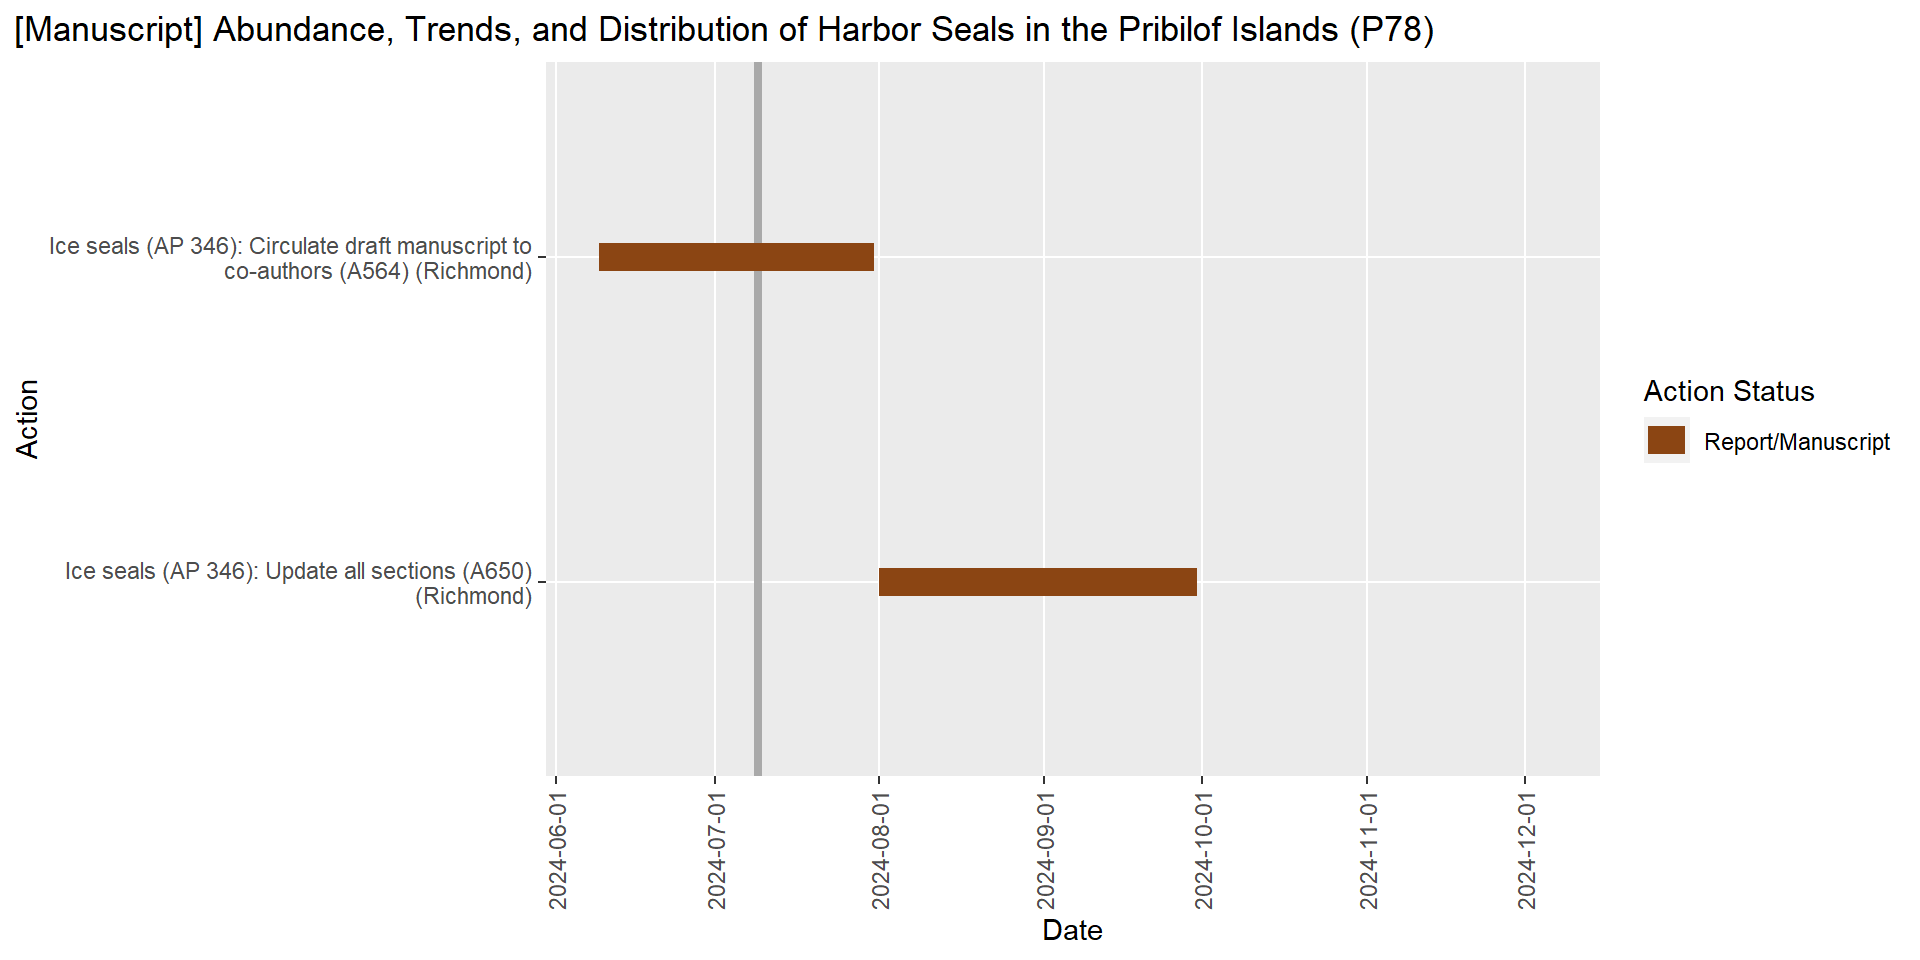 [Manuscript] Abundance, Trends, and Distribution of Harbor Seals in the Pribilof Islands (P78)
Action
Ice seals (AP 346): Circulate draft manuscript to
co-authors (A564) (Richmond)
Ice seals (AP 346): Update all sections (A650)
(Richmond)
2024-06-01
2024-07-01
2024-08-01
2024-09-01
2024-10-01
2024-11-01
2024-12-01
Date
Action Status
Report/Manuscript